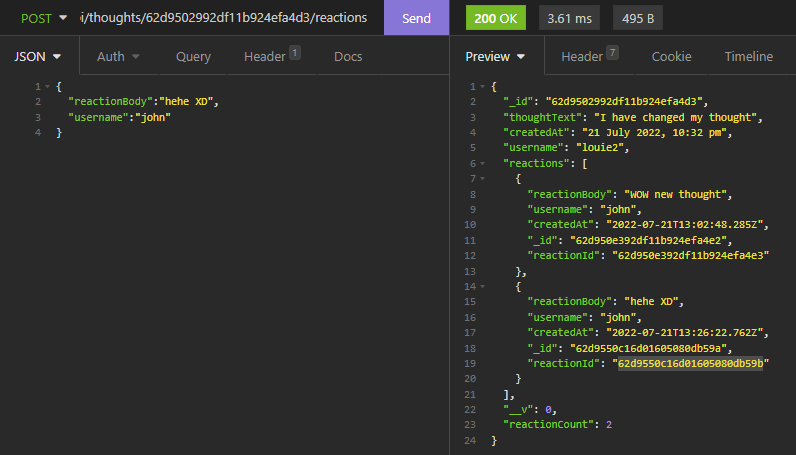 POST i/thoughts/62d9502992df11b924efa4d3/reactions Send
200 OK 3.61 ms 495 B
JSON Auth Query Header 1 Docs
1 {
2 "reactionBody":"hehe XD",
3 "username":"john"
4 }
Preview Header 7 Cookie Timeline
1 {
2 "_id": "62d9502992df11b924efa4d3",
3 "thoughtText": "I have changed my thought",
4 "createdAt": "21 July 2022, 10:32 pm",
5 "username": "louie2",
6 "reactions": [
7 {
8 "reactionBody": "WOW new thought",
9 "username": "john",
10 "createdAt": "2022-07-21T13:02:48.285Z",
11 "_id": "62d950e392df11b924efa4e2",
12 "reactionId": "62d950e392df11b924efa4e3"
13 },
14 {
15 "reactionBody": "hehe XD",
16 "username": "john",
17 "createdAt": "2022-07-21T13:26:22.762Z",
18 "_id": "62d9550c16d01605080db59a",
19 "reactionId": "62d9550c16d01605080db59b"
20 }
21 ],
22 "__v": 0,
23 "reactionCount": 2
24 }